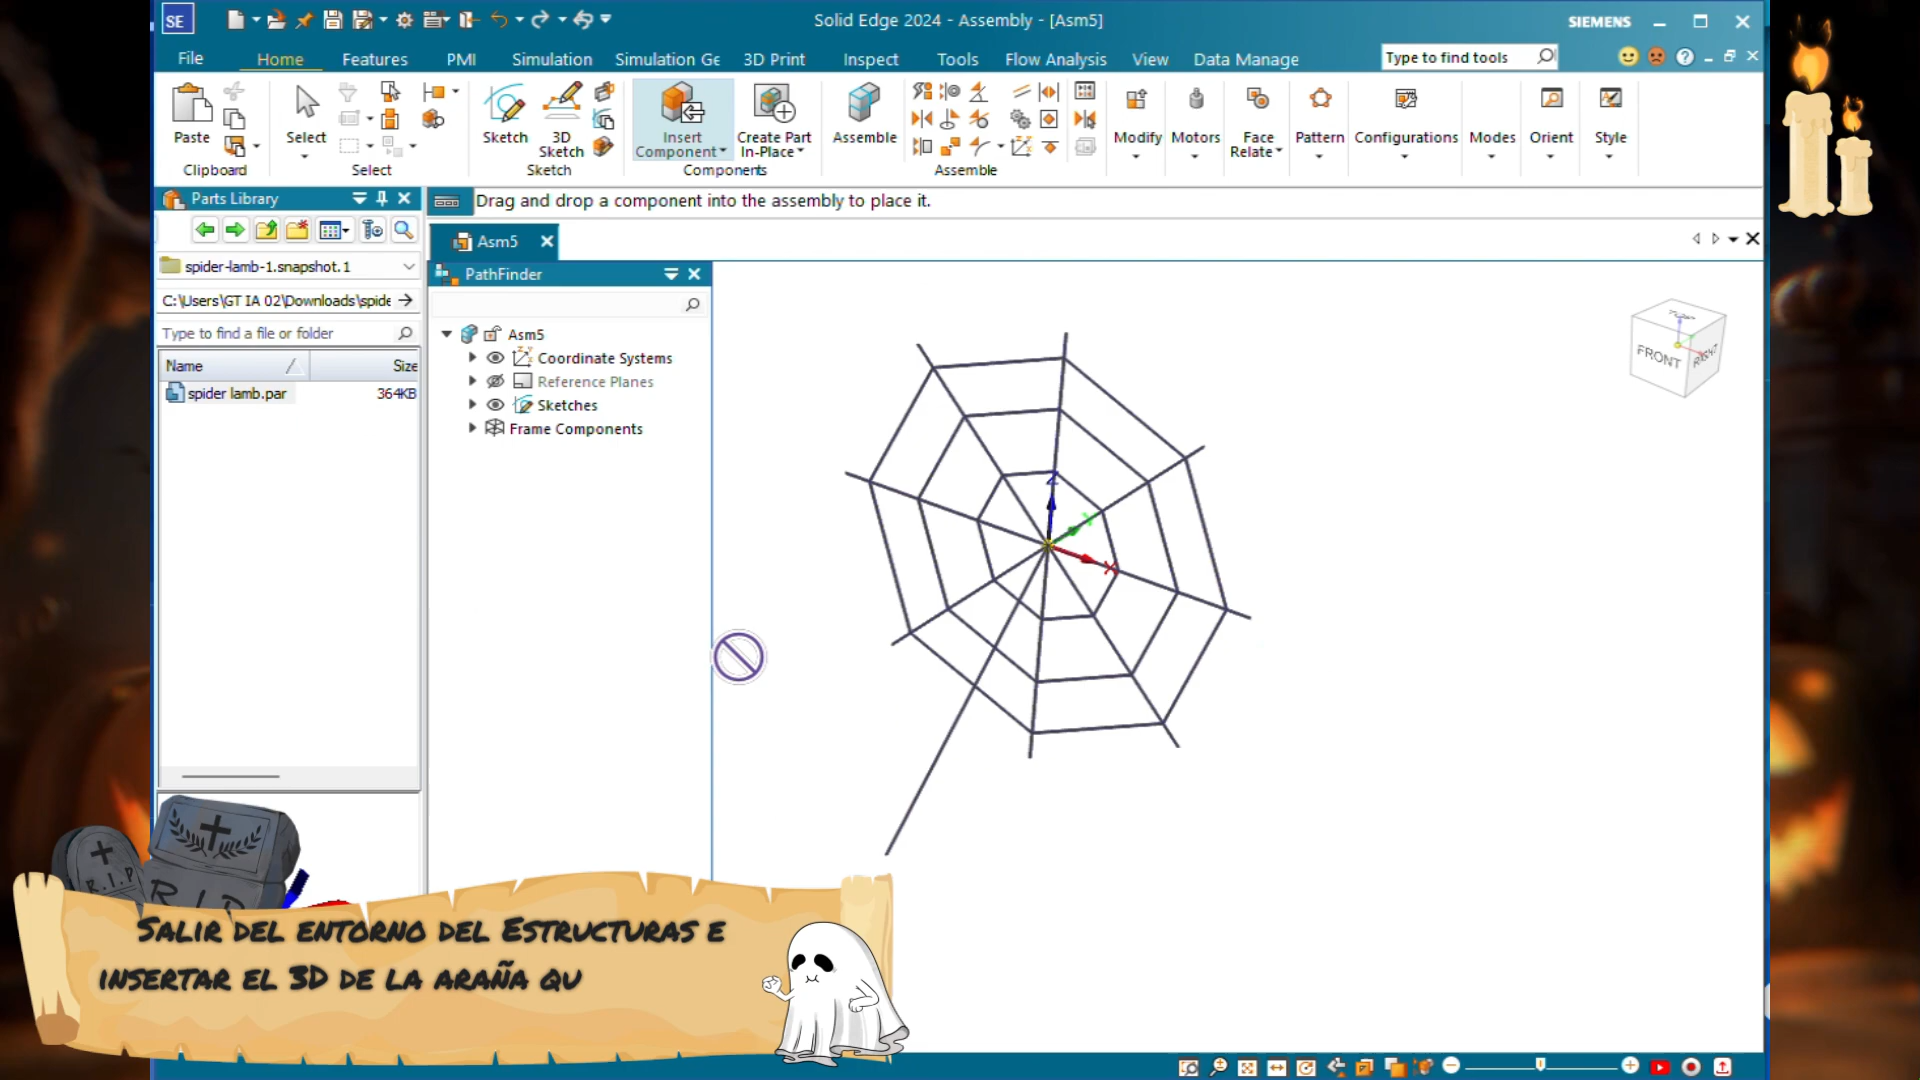 SE
Solid Edge 2024 - Assembly - [Asm5]
SIEMENS
File
Home
Features
PMI
Simulation
Simulation Ge
3D Print
Inspect
Tools
Flow Analysis
View
Data Manage
Type to find tools
Paste
Clipboard
Select
Select
Sketch
3D
Sketch
Sketch
Insert
Component
Create Part
In-Place
Components
Assemble
Assemble
Modify
Motors
Face
Relate
Pattern
Configurations
Modes
Orient
Style
Parts Library
Drag and drop a component into the assembly to place it.
Asm5
spider-lamb-1.snapshot.1
C:\Users\GT IA 02\Downloads\spide
Type to find a file or folder
Name
Size
spider lamb.par
364KB
PathFinder
Asm5
Coordinate Systems
Reference Planes
Sketches
Frame Components
Z
Y
X
TOP
FRONT
RIGHT
R.I.P
R.I.P
Salir del entorno del Estructuras e
insertar el 3D de la araña qu